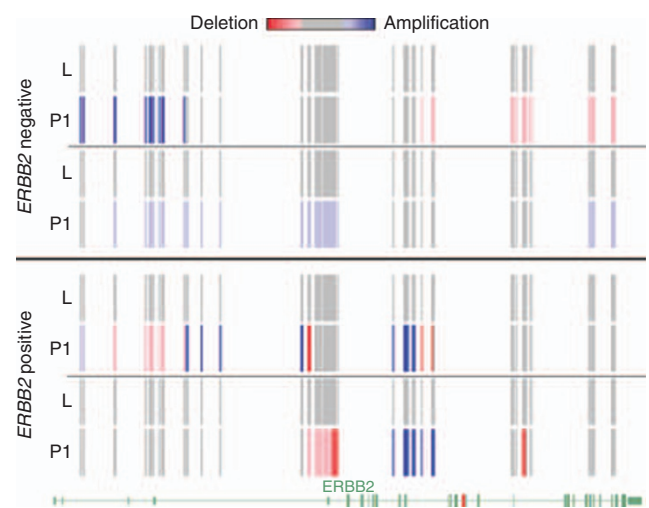 Deletion Amplification
ERBB2 negative
L
P1
L
P1
ERBB2 positive
L
P1
L
P1
ERBB2